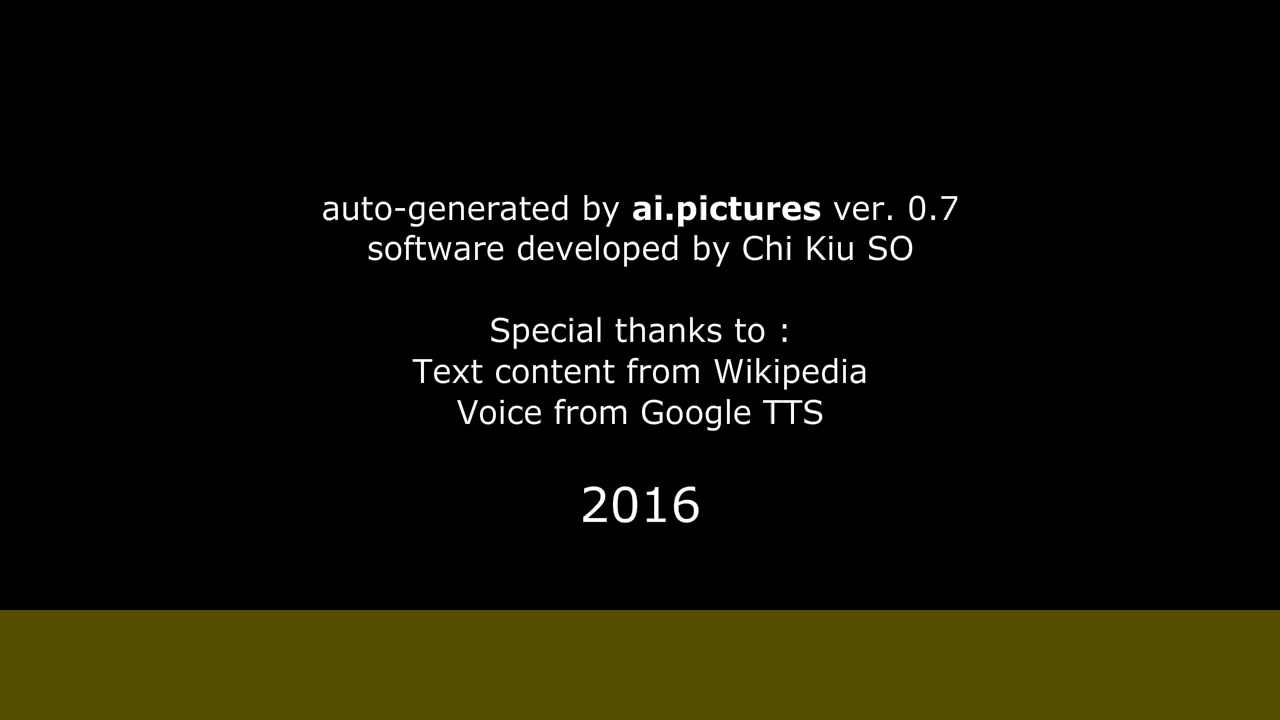 auto-generated by ai.pictures ver. 0.7
software developed by Chi Kiu SO
Special thanks to :
Text content from Wikipedia
Voice from Google TTS
2016